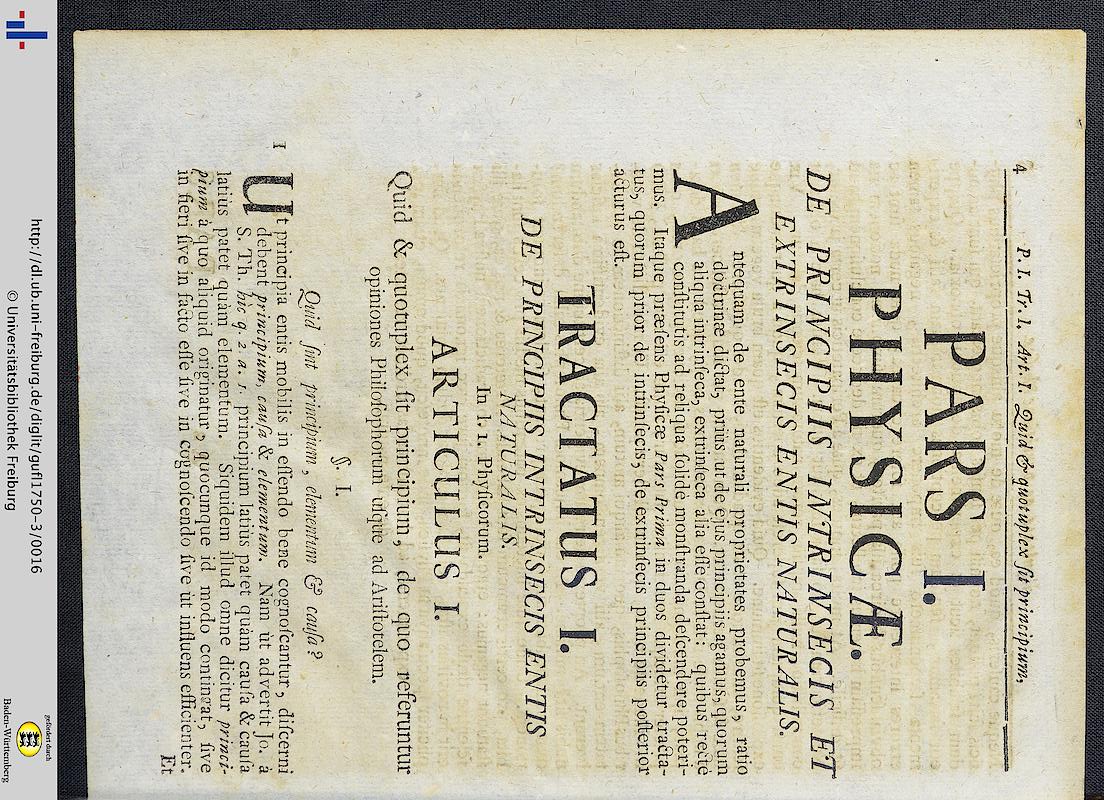 4 P. I. Tr. I. Art. I. Quid & quotuplex ſit principium,
PARS I.
PHYSICÆ.
DE PRINCIPIIS INTRINSECIS ET
EXTRINSECIS ENTIS NATURALIS.
Antequam de ente naturali proprietates probemus, ratio
doctrinæ dictat, prius ut de ejus principiis agamus, quorum
aliqua intrinſeca, extrinſeca alia eſſe conſtat: quibus rectè
conſtitutis ad reliqua ſolidè monſtranda deſcendere poteri-
mus. Itaque præſens Phyſicæ Pars Prima in duos dividetur tracta-
tus, quorum prior de intrinſecis, de extrinſecis principiis poſterior
acturus eſt.
TRACTATUS I.
DE PRINCIPIIS INTRINSECIS ENTIS
NATURALIS.
In l. 1. Phyſicorum.
ARTICULUS I.
Quid & quotuplex ſit principium, de quo referuntur
opiniones Philoſophorum uſque ad Ariſtotelem.
§. I.
Quid ſint principium, elementum & cauſa?
1 Ut principia entis mobilis in eſſendo bene cognoſcantur, diſcerni
debent principium, cauſa & elementum. Nam ùt advertit Jo. à
S. Th. hic q. 2. a. 1. principium latiùs patet quàm cauſa & cauſa
latiùs patet quàm elementum. Siquidem illud omne dicitur princi-
pium à quo aliquid originatur, quocunque id modo contingat, ſive
in fieri ſive in facto eſſe ſive in cognoſcendo ſive ùt influens efficienter.
Et
http://dl.ub.uni-freiburg.de/diglit/gufl1750-3/0016
© Universitätsbibliothek Freiburg
gefördert durch
Baden-Württemberg